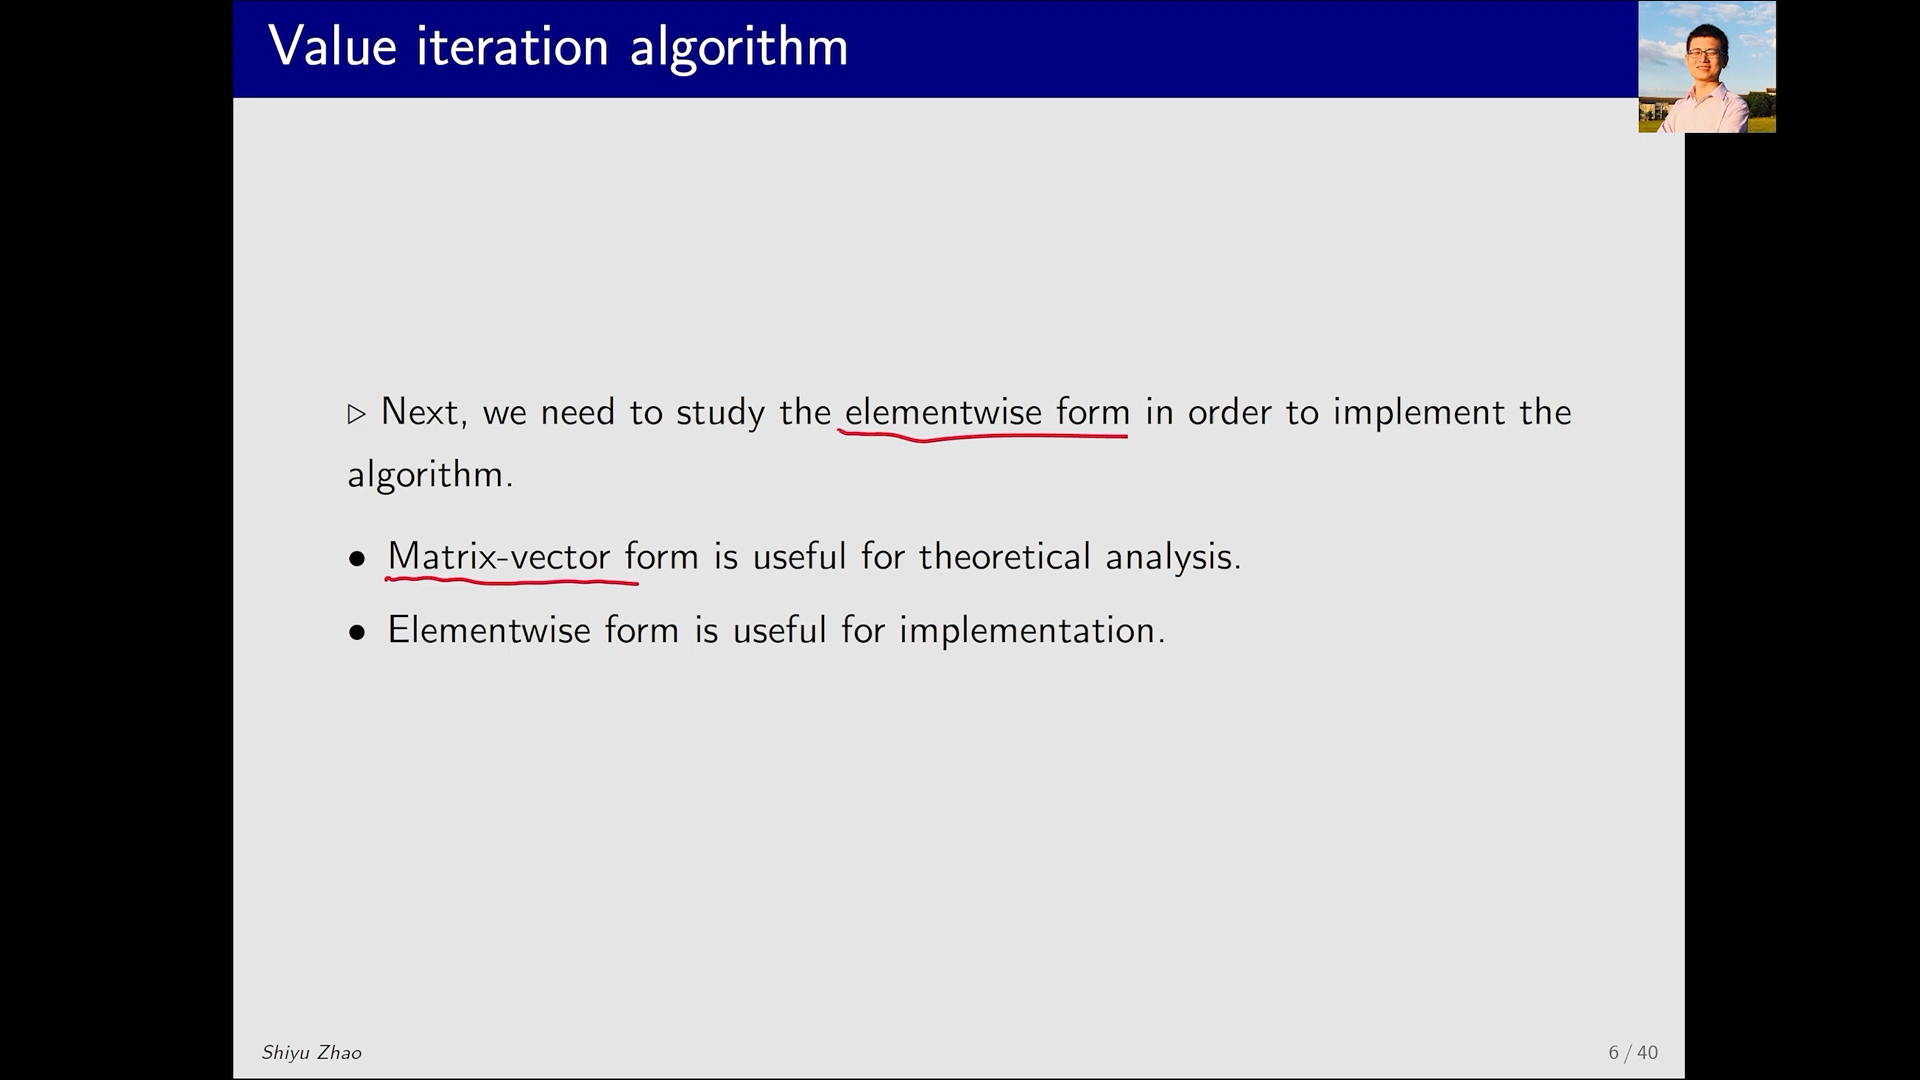 Value iteration algorithm
▷ Next, we need to study the elementwise form in order to implement the
algorithm.
● Matrix-vector form is useful for theoretical analysis.
● Elementwise form is useful for implementation.
Shiyu Zhao
6 / 40